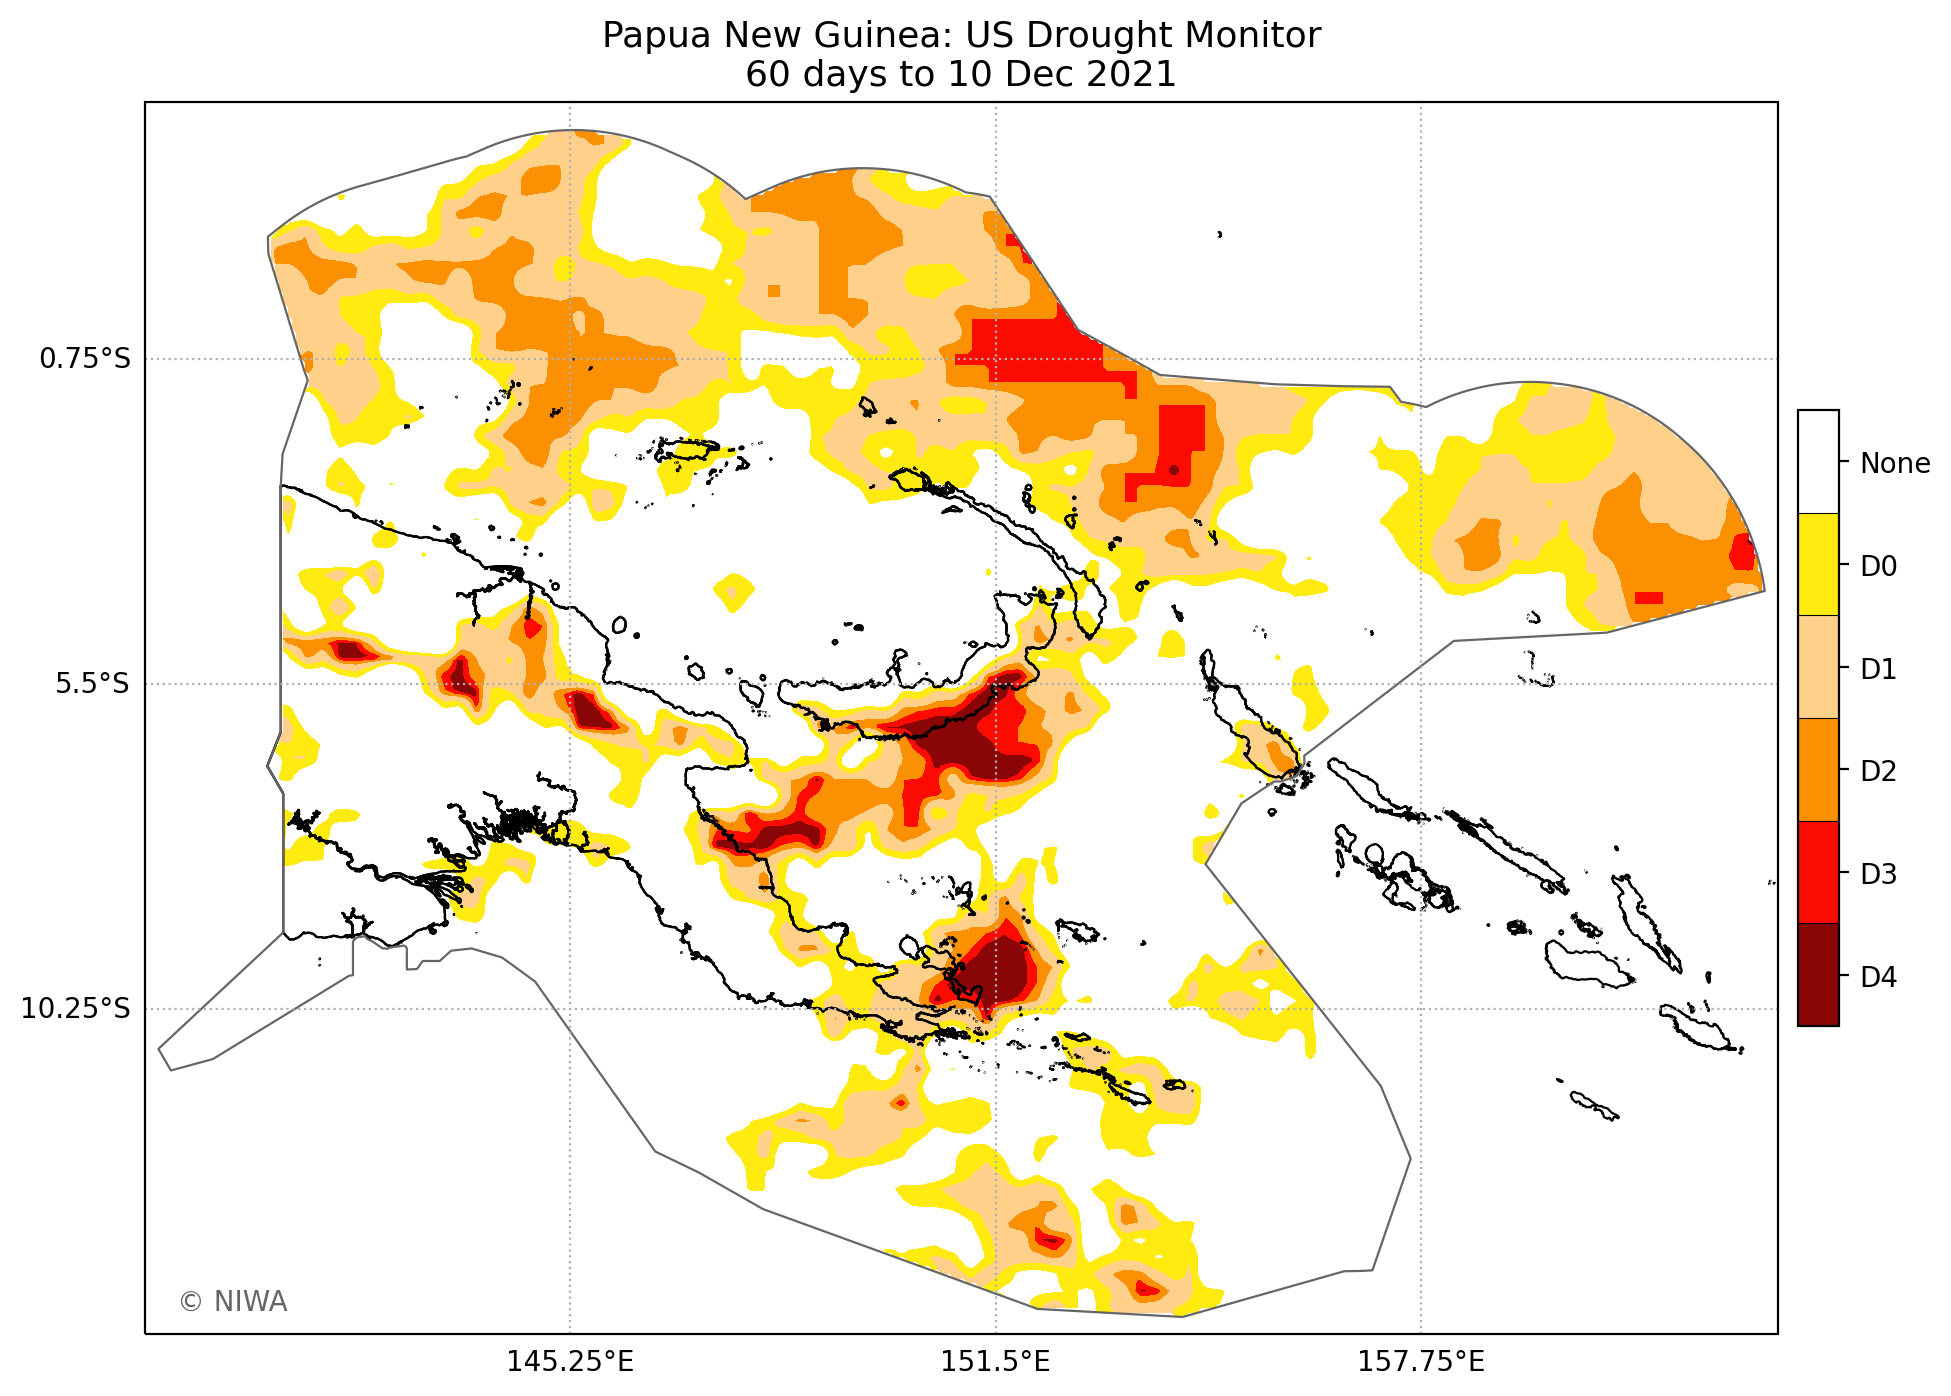 Papua New Guinea: US Drought Monitor
60 days to 10 Dec 2021
0.75°S
5.5°S
10.25°S
145.25°E
151.5°E
157.75°E
None
D0
D1
D2
D3
D4
© NIWA